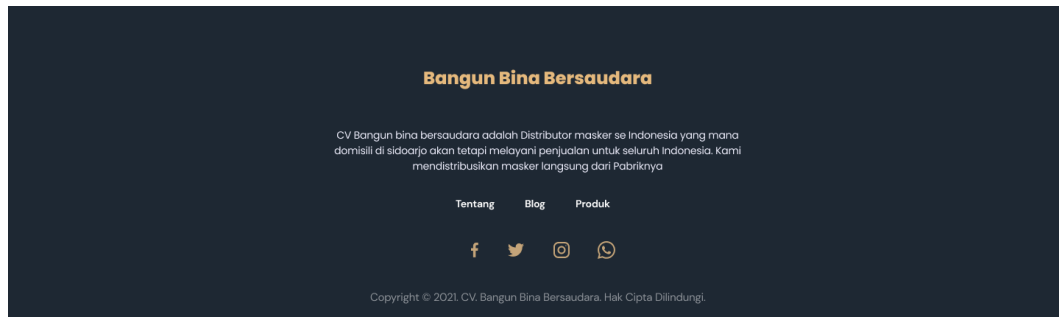 Bangun Bina Bersaudara
CV Bangun bina bersaudara adalah Distributor masker se Indonesia yang mana
domisili di sidoarjo akan tetapi melayani penjualan untuk seluruh Indonesia. Kami
mendistribusikan masker langsung dari Pabriknya
Tentang Blog Produk
Copyright © 2021. CV. Bangun Bina Bersaudara. Hak Cipta Dilindungi.